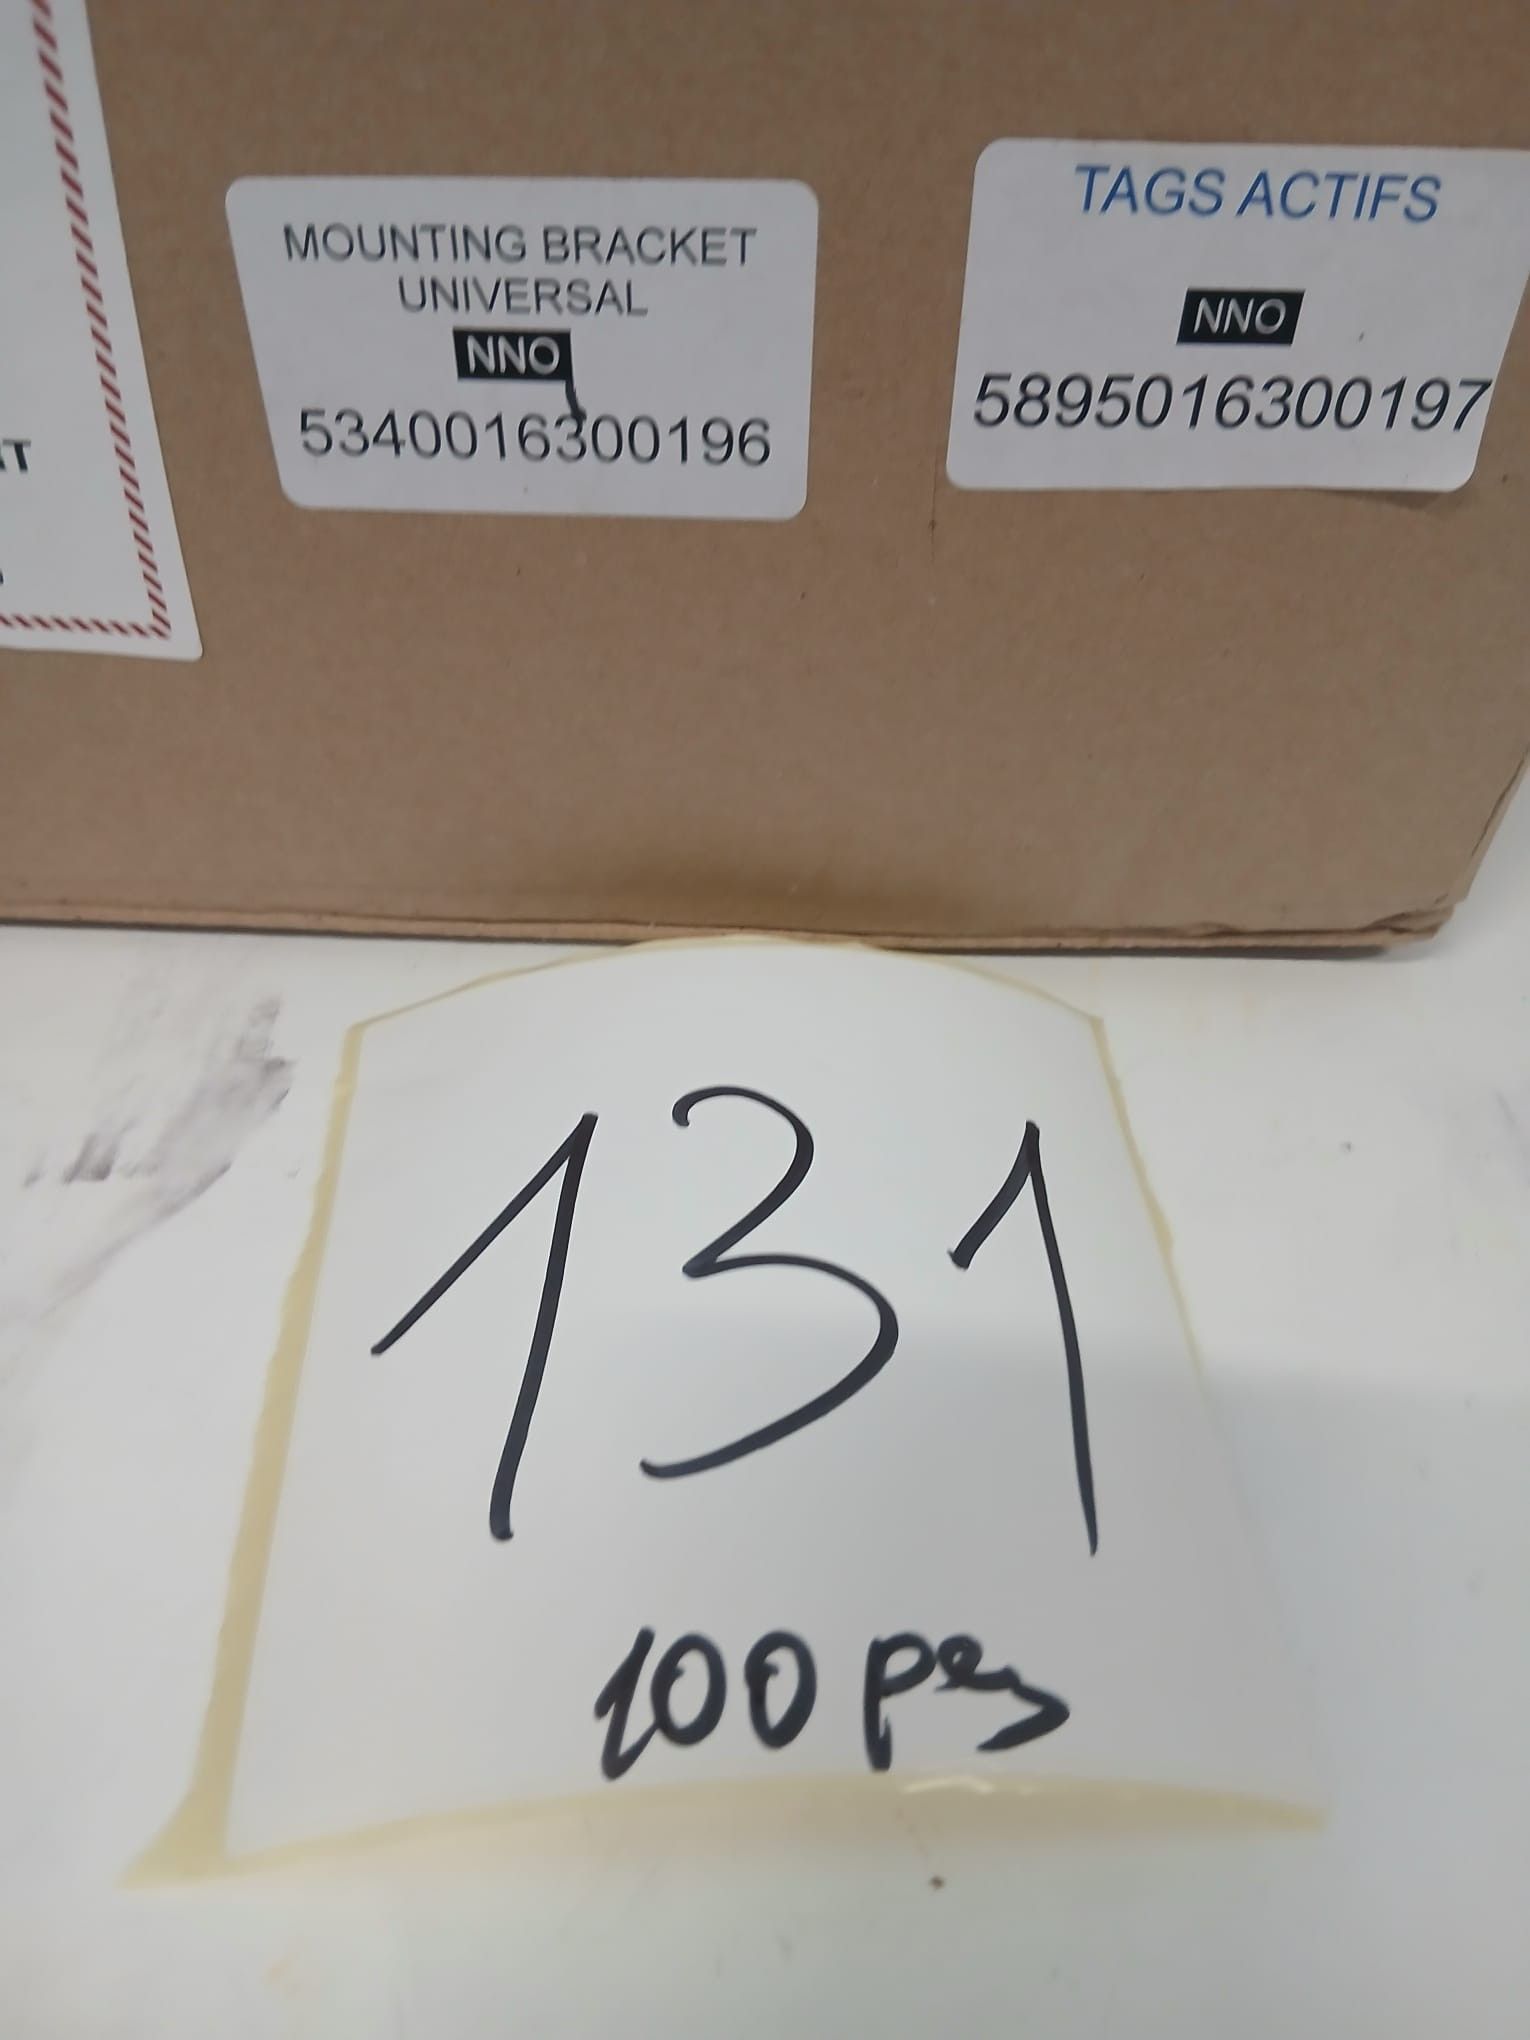 MOUNTING BRACKET
UNIVERSAL
NNO
5340016300196
TAGS ACTIFS
NNO
5895016300197
131
100 pcs